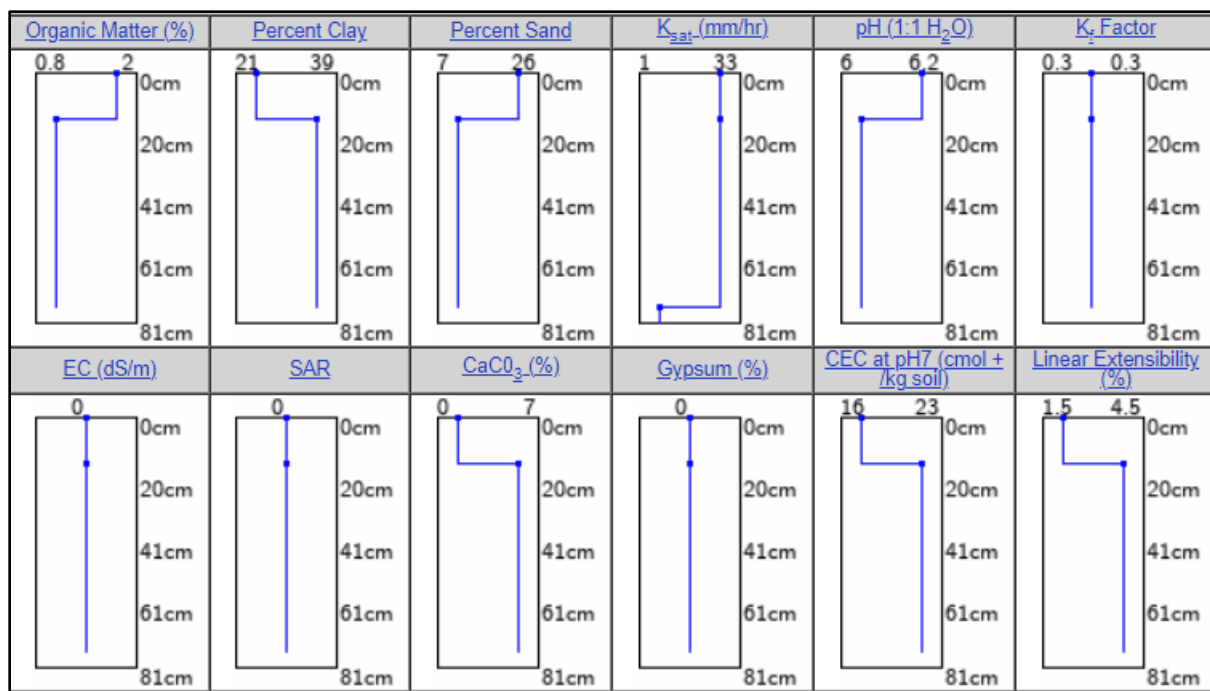 Organic Matter (%) Percent Clay Percent Sand Ksat (mm/hr) pH (1:1 H2O) Kf Factor
0.8 2 21 39 7 26 1 33 6 6.2 0.3 0.3
0cm 0cm 0cm 0cm 0cm 0cm
20cm 20cm 20cm 20cm 20cm 20cm
41cm 41cm 41cm 41cm 41cm 41cm
61cm 61cm 61cm 61cm 61cm 61cm
81cm 81cm 81cm 81cm 81cm 81cm
EC (dS/m) SAR CaC03 (%) Gypsum (%) CEC at pH7 (cmol + Linear Extensibility
/kg soil) (%)
0 0 0 7 0 16 23 1.5 4.5
0cm 0cm 0cm 0cm 0cm 0cm
20cm 20cm 20cm 20cm 20cm 20cm
41cm 41cm 41cm 41cm 41cm 41cm
61cm 61cm 61cm 61cm 61cm 61cm
81cm 81cm 81cm 81cm 81cm 81cm